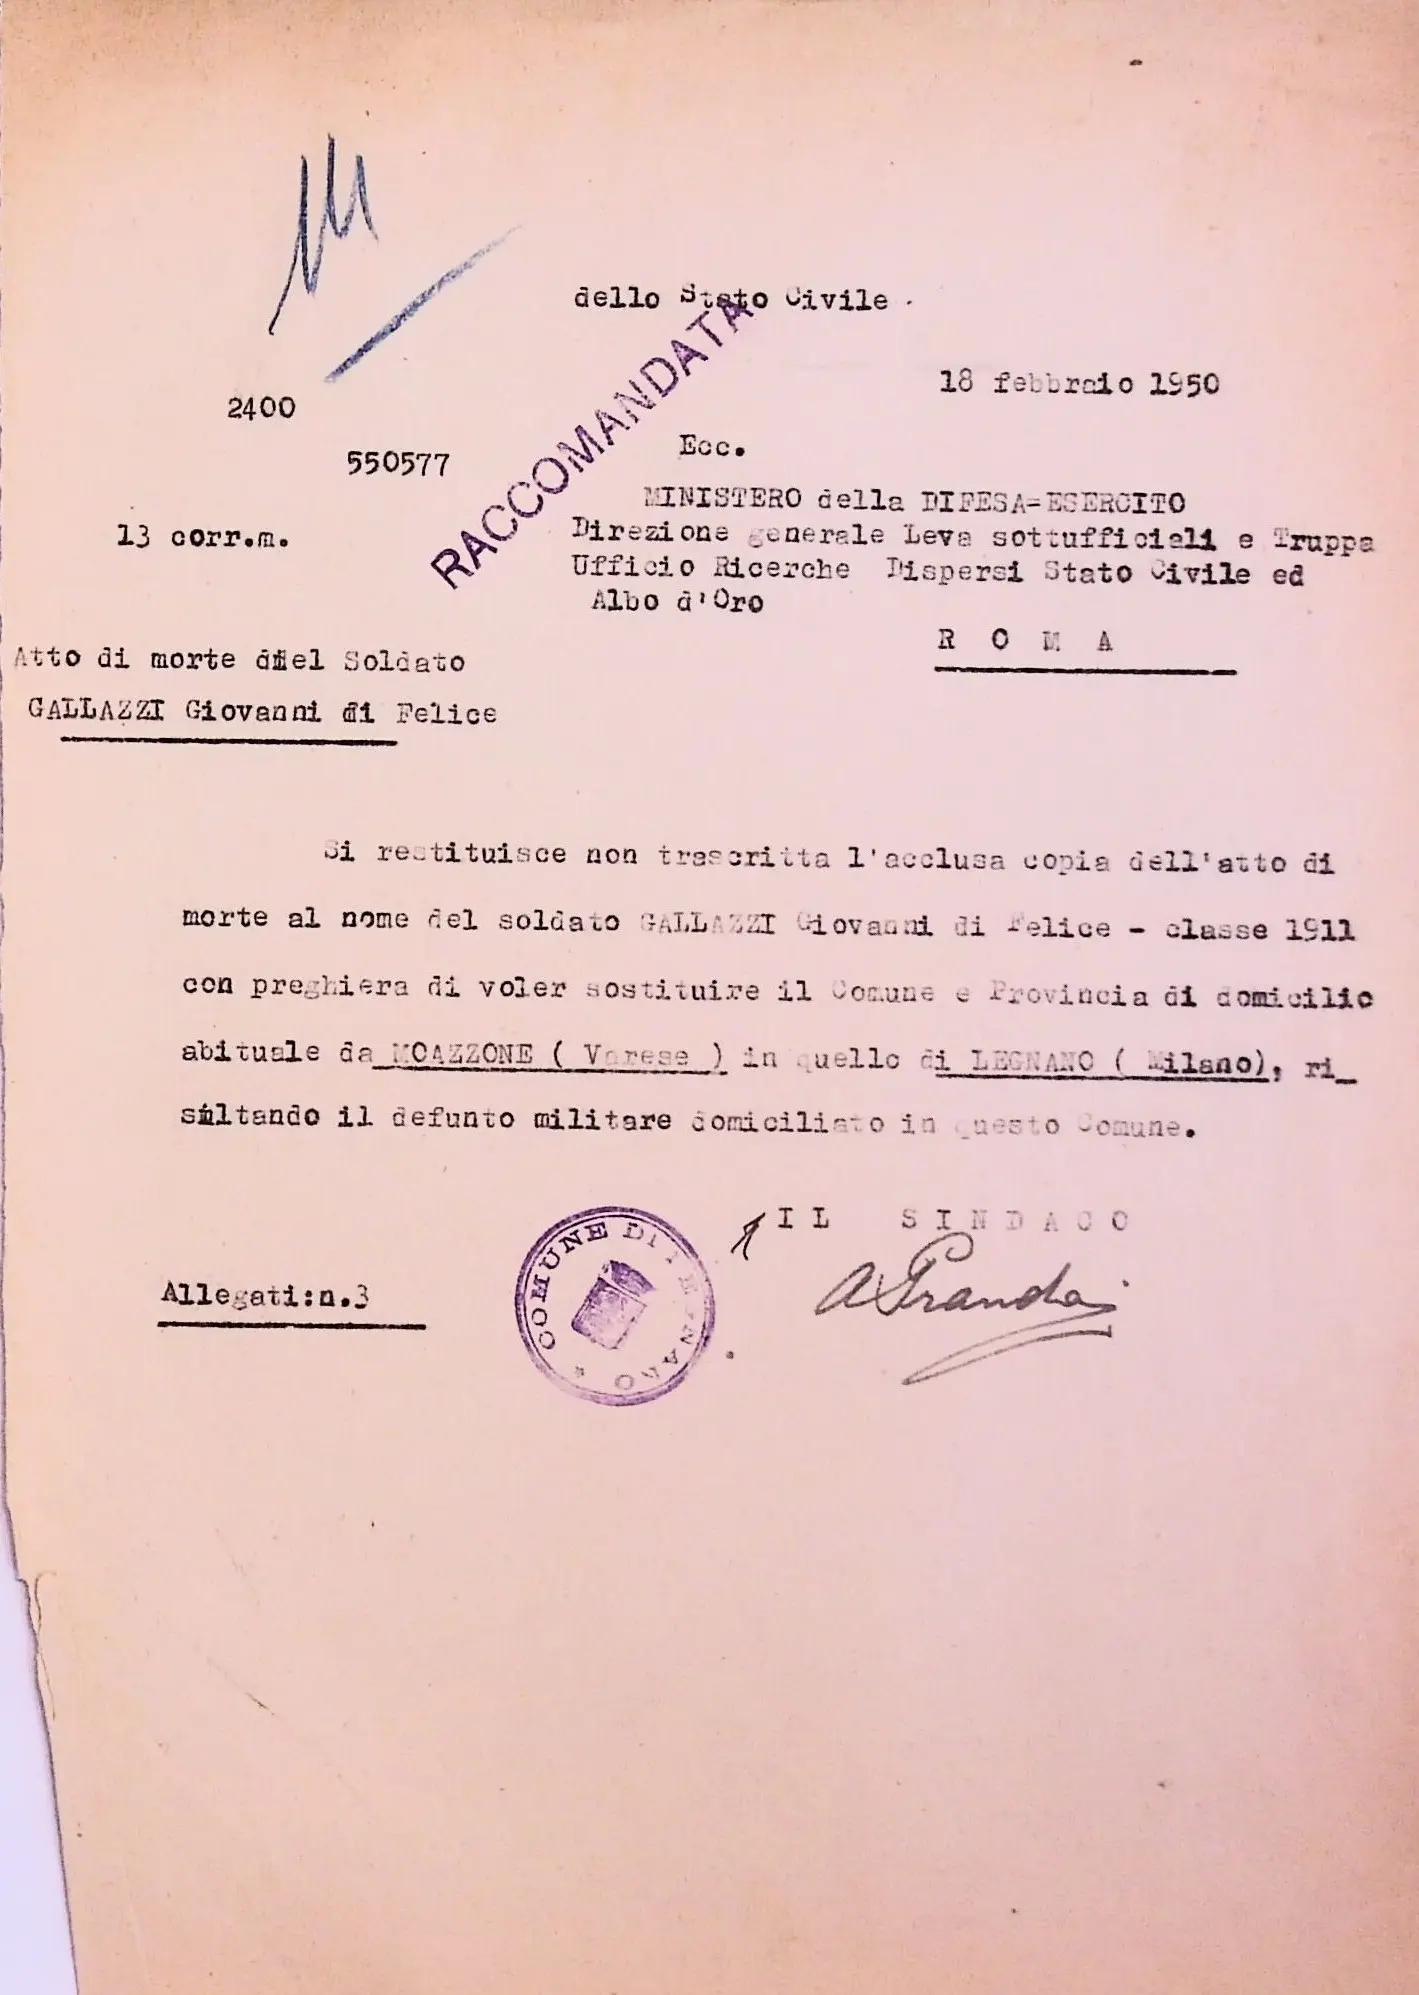 dello Stato Civile.
18 febbraio 1950
2400
550577
RACCOMANDATA
Ecc.
13 corr.m.
MINISTERO della DIFESA=ESERCITO
Direzione generale Leva sottufficiali e Truppa
Ufficio Ricerche Dispersi Stato Civile ed
Albo d'Oro
R O M A
Atto di morte del Soldato
GALLAZZI Giovanni di Felice
Si restituisce non trascritta l'acclusa copia dell'atto di
morte al nome del soldato GALLAZZI Giovanni di Felice - classe 1911
con preghiera di voler sostituire il Comune e Provincia di domicilio
abituale da MOAZZONE ( Varese ) in quello di LEGNANO ( Milano), ri_
sultando il defunto militare domiciliato in questo Comune.
IL SINDACO
Allegati:n.3
COMUNE DI LEGNANO